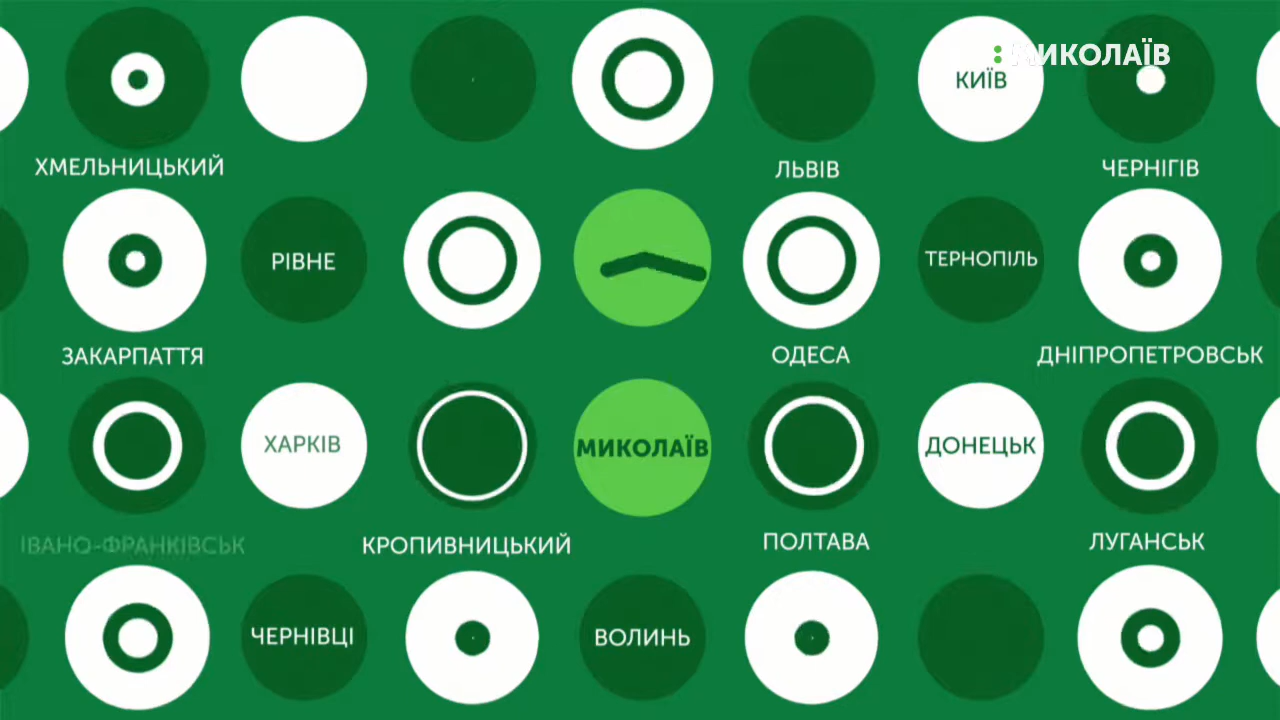 МИКОЛАЇВ
КИЇВ
ХМЕЛЬНИЦЬКИЙ
ЛЬВІВ
ЧЕРНІГІВ
РІВНЕ
ТЕРНОПІЛЬ
ЗАКАРПАТТЯ
ОДЕСА
ДНІПРОПЕТРОВСЬК
ХАРКІВ
МИКОЛАЇВ
ДОНЕЦЬК
ІВАНО-ФРАНКІВСЬК
КРОПИВНИЦЬКИЙ
ПОЛТАВА
ЛУГАНСЬК
ЧЕРНІВЦІ
ВОЛИНЬ